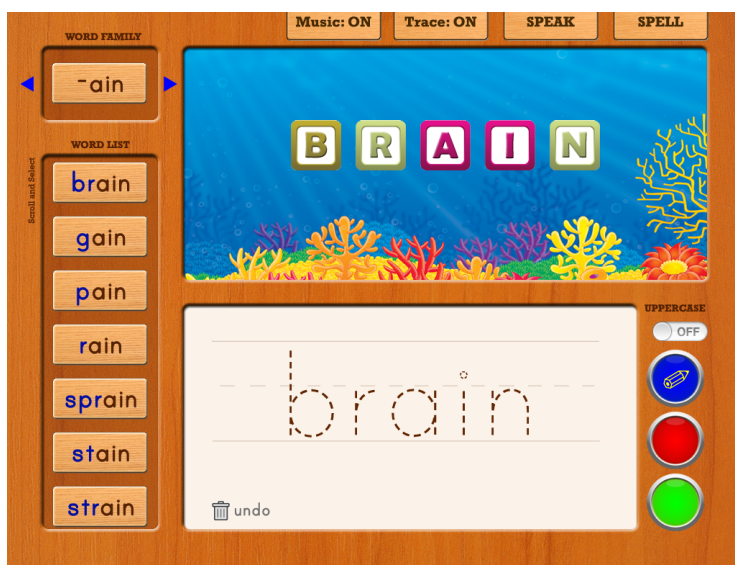 Music: ON
Trace: ON
SPEAK
SPELL
WORD FAMILY
-ain
WORD LIST
Scroll and Select
brain
gain
pain
rain
sprain
stain
strain
BRAIN
brain
undo
UPPERCASE
OFF